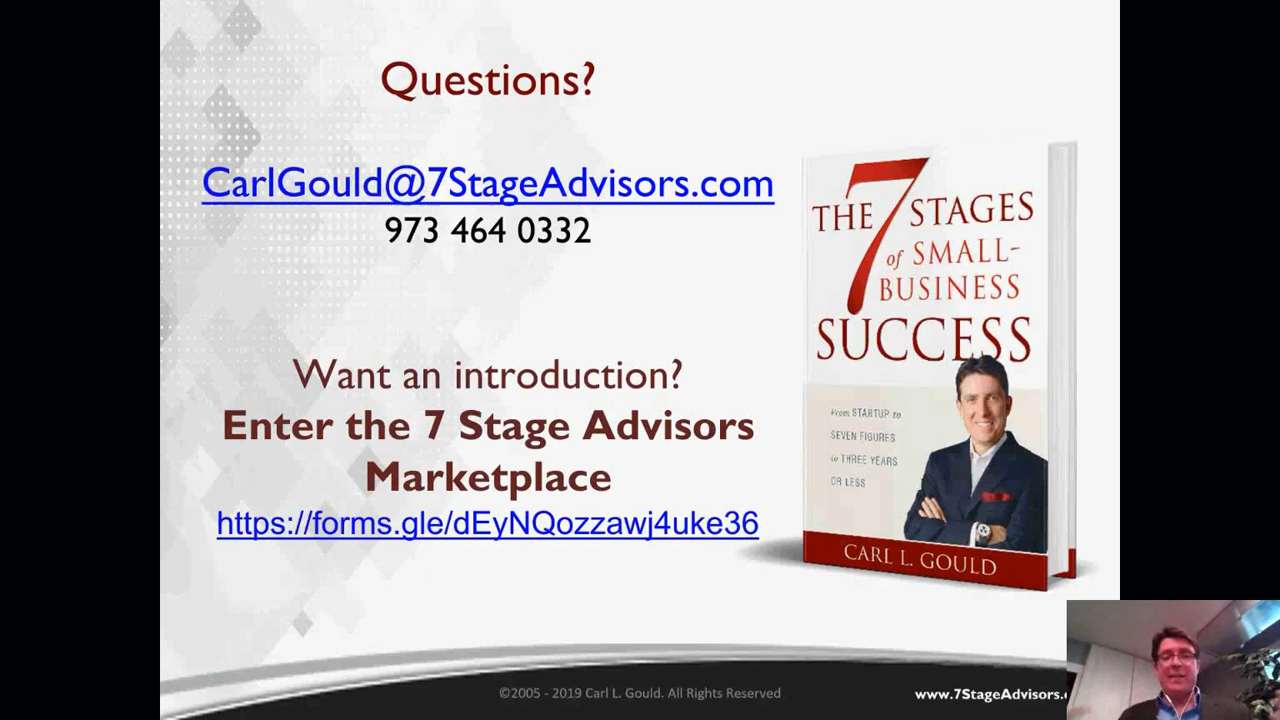 Questions?
CarlGould@7StageAdvisors.com
973 464 0332
Want an introduction?
Enter the 7 Stage Advisors
Marketplace
https://forms.gle/dEyNQozzawj4uke36
THE 7 STAGES
of SMALL-
BUSINESS
SUCCESS
From STARTUP to
SEVEN FIGURES
in THREE YEARS
OR LESS
CARL L. GOULD
©2005 - 2019 Carl L. Gould. All Rights Reserved
www.7StageAdvisors.c